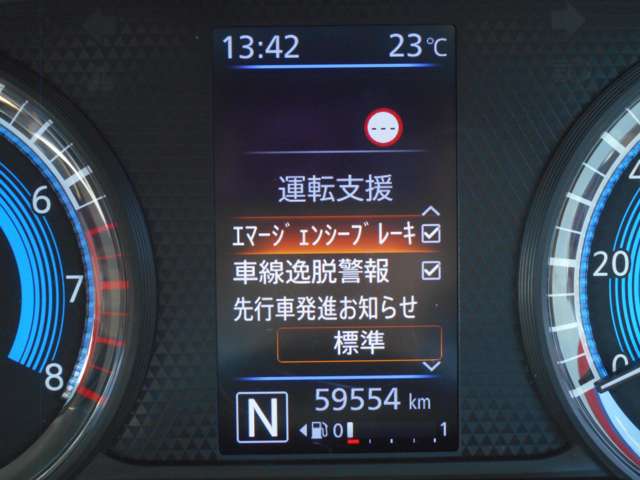 13:42 23℃
---
運転支援
ｴﾏｰｼﾞｪﾝｼｰﾌﾞﾚｰｷ
車線逸脱警報
先行車発進お知らせ
標準
N 59554 km
0 1
6
7
8
4
20
0